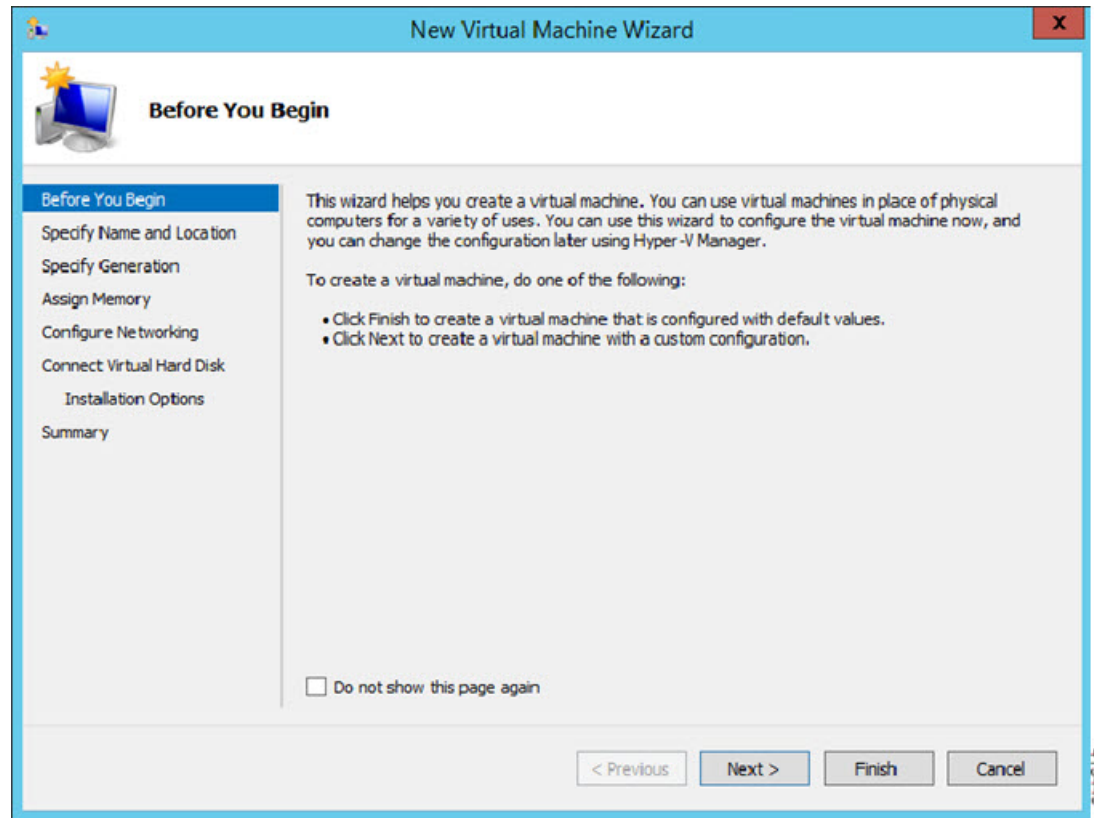 New Virtual Machine Wizard
X
Before You Begin
Before You Begin
Specify Name and Location
Specify Generation
Assign Memory
Configure Networking
Connect Virtual Hard Disk
Installation Options
Summary
This wizard helps you create a virtual machine. You can use virtual machines in place of physical
computers for a variety of uses. You can use this wizard to configure the virtual machine now, and
you can change the configuration later using Hyper-V Manager.
To create a virtual machine, do one of the following:
• Click Finish to create a virtual machine that is configured with default values.
• Click Next to create a virtual machine with a custom configuration.
Do not show this page again
< Previous
Next >
Finish
Cancel